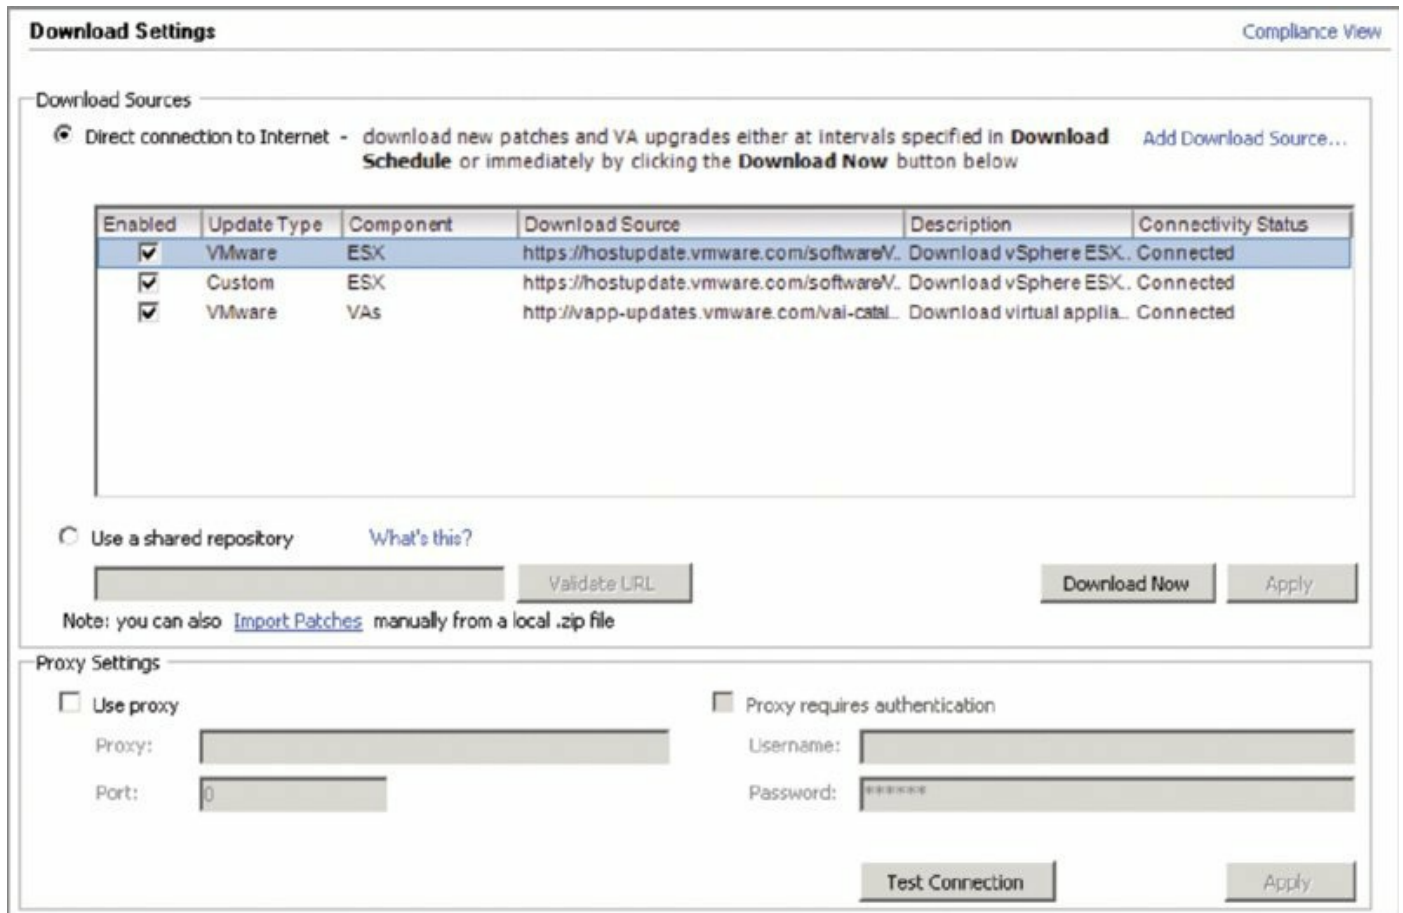 Download Settings
Compliance View
Download Sources
Direct connection to Internet - download new patches and VA upgrades either at intervals specified in Download
Schedule or immediately by clicking the Download Now button below
Add Download Source...
Enabled Update Type Component Download Source Description Connectivity Status
VMware ESX https://hostupdate.vmware.com/software/V.. Download vSphere ESX.. Connected
Custom ESX https://hostupdate.vmware.com/software/V.. Download vSphere ESX.. Connected
VMware VAs http://vapp-updates.vmware.com/vai-catal... Download virtual applia... Connected
Use a shared repository What's this?
Validate URL Download Now Apply
Note: you can also Import Patches manually from a local .zip file
Proxy Settings
Use proxy Proxy requires authentication
Proxy: Username:
Port: 0 Password: ******
Test Connection Apply